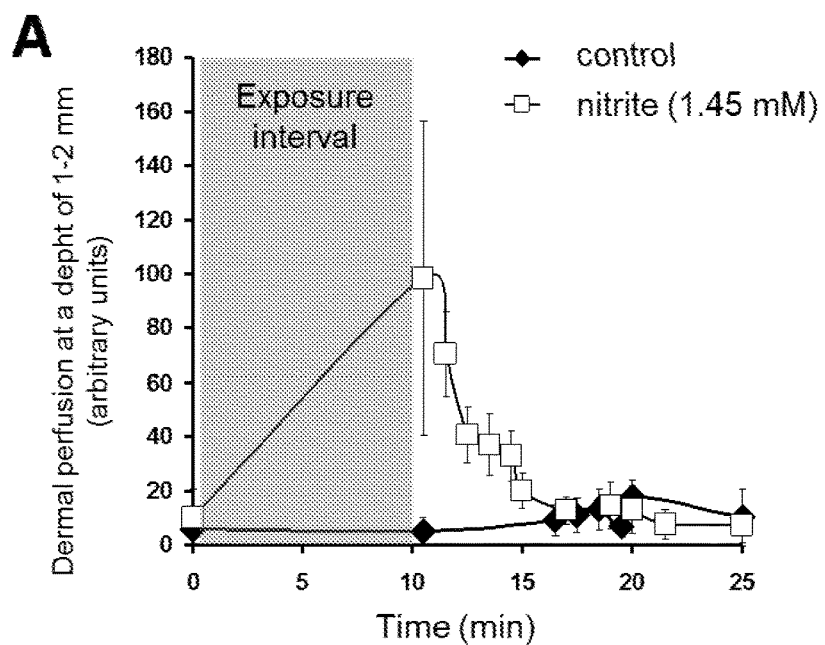 A
control
nitrite (1.45 mM)
Exposure
interval
Dermal perfusion at a depht of 1-2 mm
(arbitrary units)
180
160
140
120
100
80
60
40
20
0
0 5 10 15 20 25
Time (min)